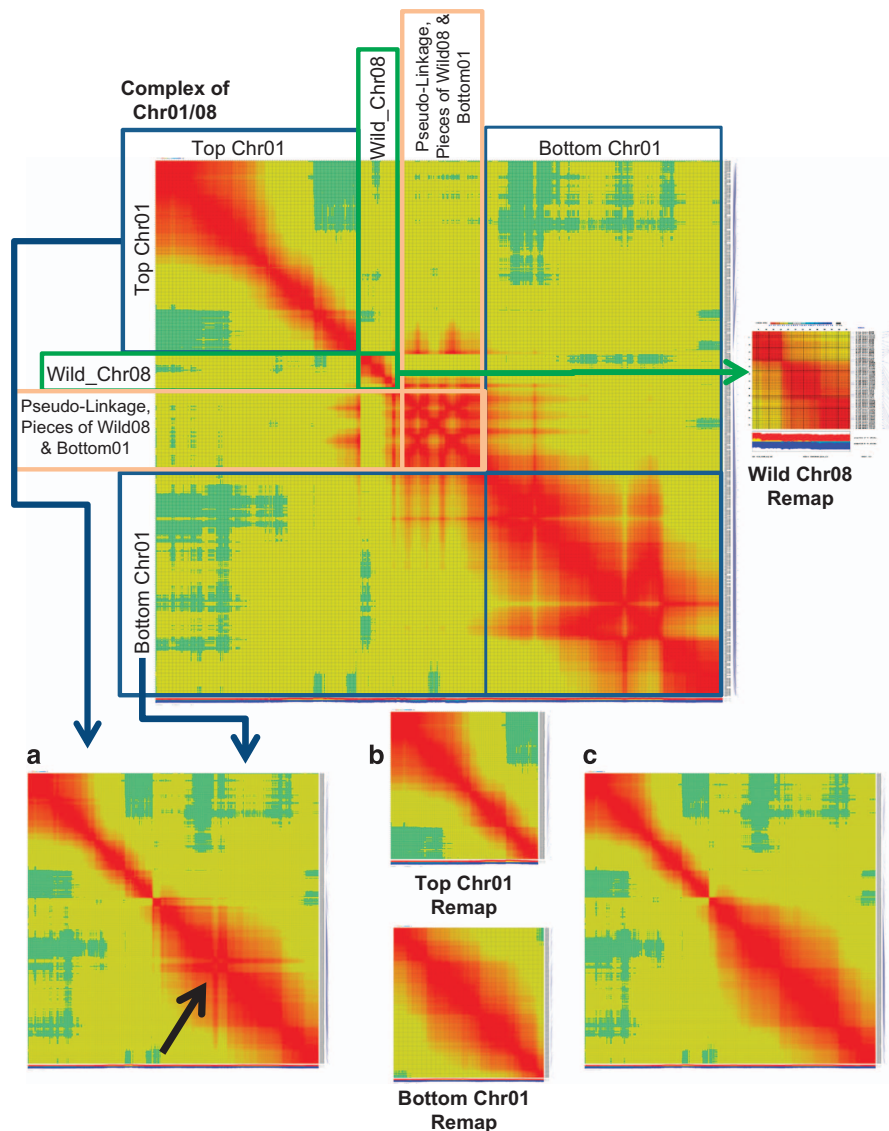 Complex of
Chr01/08
Top Chr01
Wild_Chr08
Pseudo-Linkage,
Pieces of Wild08 &
Bottom01
Bottom Chr01
Top Chr01
Wild_Chr08
Pseudo-Linkage,
Pieces of Wild08
& Bottom01
Bottom Chr01
Wild Chr08
Remap
a
b
c
Top Chr01
Remap
Bottom Chr01
Remap